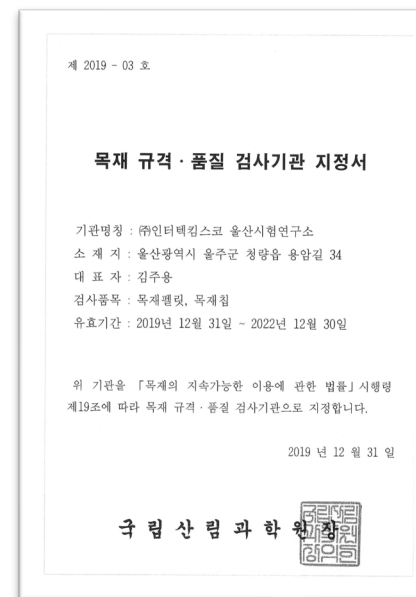 제 2019 - 03 호
목재 규격 · 품질 검사기관 지정서
기관명칭 : ㈜인터텍킴스코 울산시험연구소
소 재 지 : 울산광역시 울주군 청량읍 용암길 34
대 표 자 : 김주용
검사품목 : 목재펠릿, 목재칩
유효기간 : 2019년 12월 31일 ~ 2022년 12월 30일
위 기관을 「목재의 지속가능한 이용에 관한 법률」시행령
제19조에 따라 목재 규격 · 품질 검사기관으로 지정합니다.
2019 년 12 월 31 일
국립산림과학원장